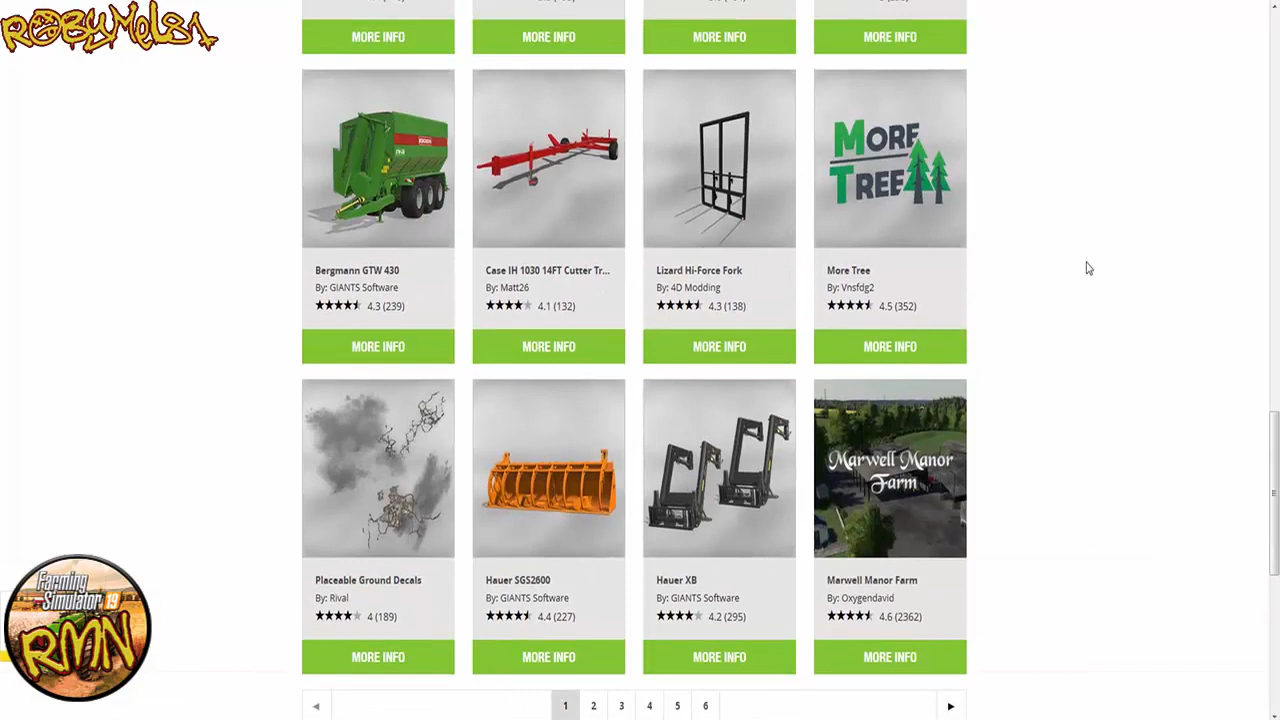 RobyMel81
MORE INFO
MORE INFO
MORE INFO
MORE INFO
MORE
TREE
Bergmann GTW 430
By: GIANTS Software
4.3 (239)
Case IH 1030 14FT Cutter Tr...
By: Matt26
4.1 (132)
Lizard Hi-Force Fork
By: 4D Modding
4.3 (138)
More Tree
By: Vnsfdg2
4.5 (352)
MORE INFO
MORE INFO
MORE INFO
MORE INFO
Marwell Manor
Farm
Placeable Ground Decals
By: Rival
4 (189)
Hauer SGS2600
By: GIANTS Software
4.4 (227)
Hauer XB
By: GIANTS Software
4.2 (295)
Marwell Manor Farm
By: Oxygendavid
4.6 (2362)
MORE INFO
MORE INFO
MORE INFO
MORE INFO
Farming
Simulator 19
RMN
1 2 3 4 5 6